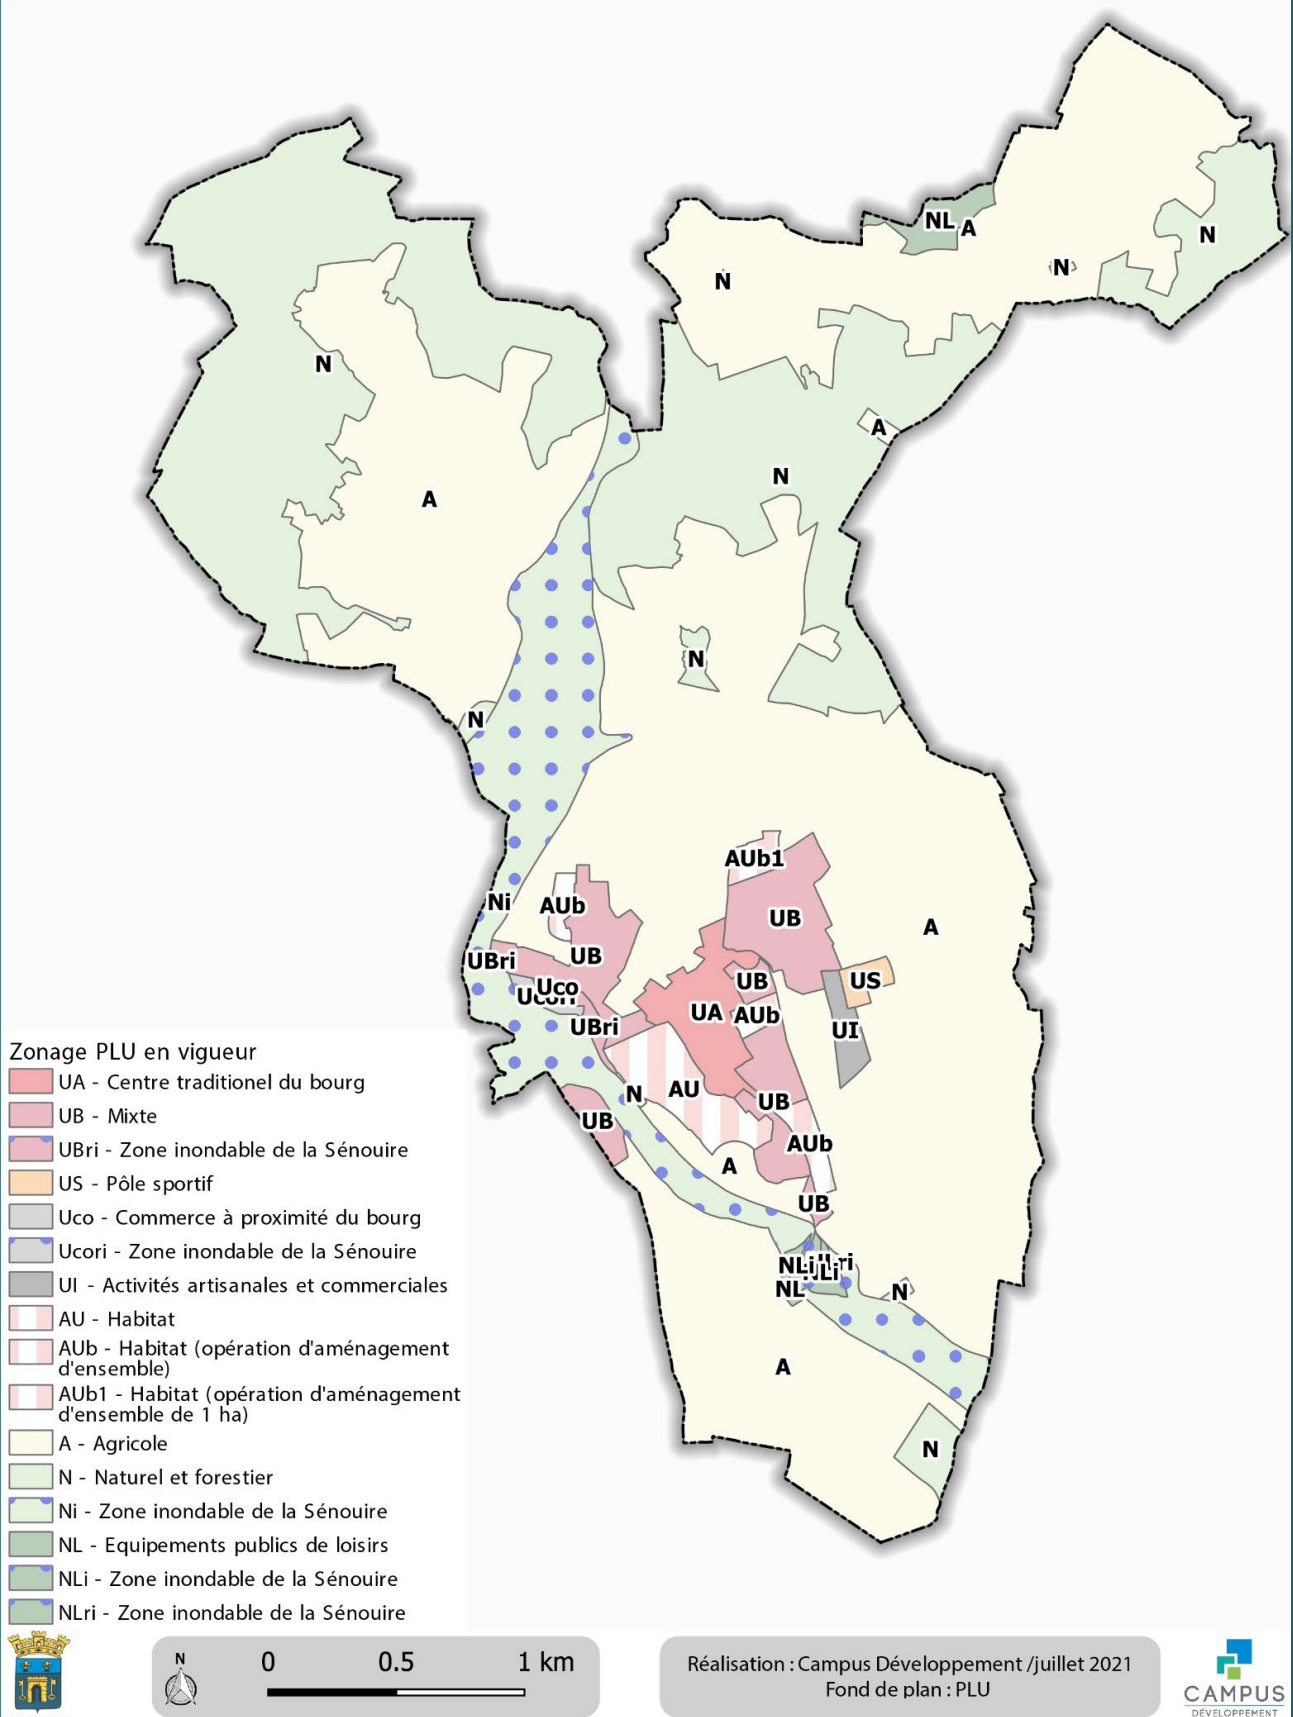 NL
A
N
N
N
N
N
A
N
A
N
N
AUb1
Ni
AUb
UB
A
UB
UBri
UB
US
Uco
Ucori
UA
AUb
UBri
UI
N
AU
UB
UB
AUb
A
UB
NLi
NLri
NLi
NL
N
A
N
Zonage PLU en vigueur
UA - Centre traditionel du bourg
UB - Mixte
UBri - Zone inondable de la Sénouire
US - Pôle sportif
Uco - Commerce à proximité du bourg
Ucori - Zone inondable de la Sénouire
UI - Activités artisanales et commerciales
AU - Habitat
AUb - Habitat (opération d'aménagement
d'ensemble)
AUb1 - Habitat (opération d'aménagement
d'ensemble de 1 ha)
A - Agricole
N - Naturel et forestier
Ni - Zone inondable de la Sénouire
NL - Equipements publics de loisirs
NLi - Zone inondable de la Sénouire
NLri - Zone inondable de la Sénouire
N
0 0.5 1 km
Réalisation : Campus Développement /juillet 2021
Fond de plan : PLU
CAMPUS
DÉVELOPPEMENT